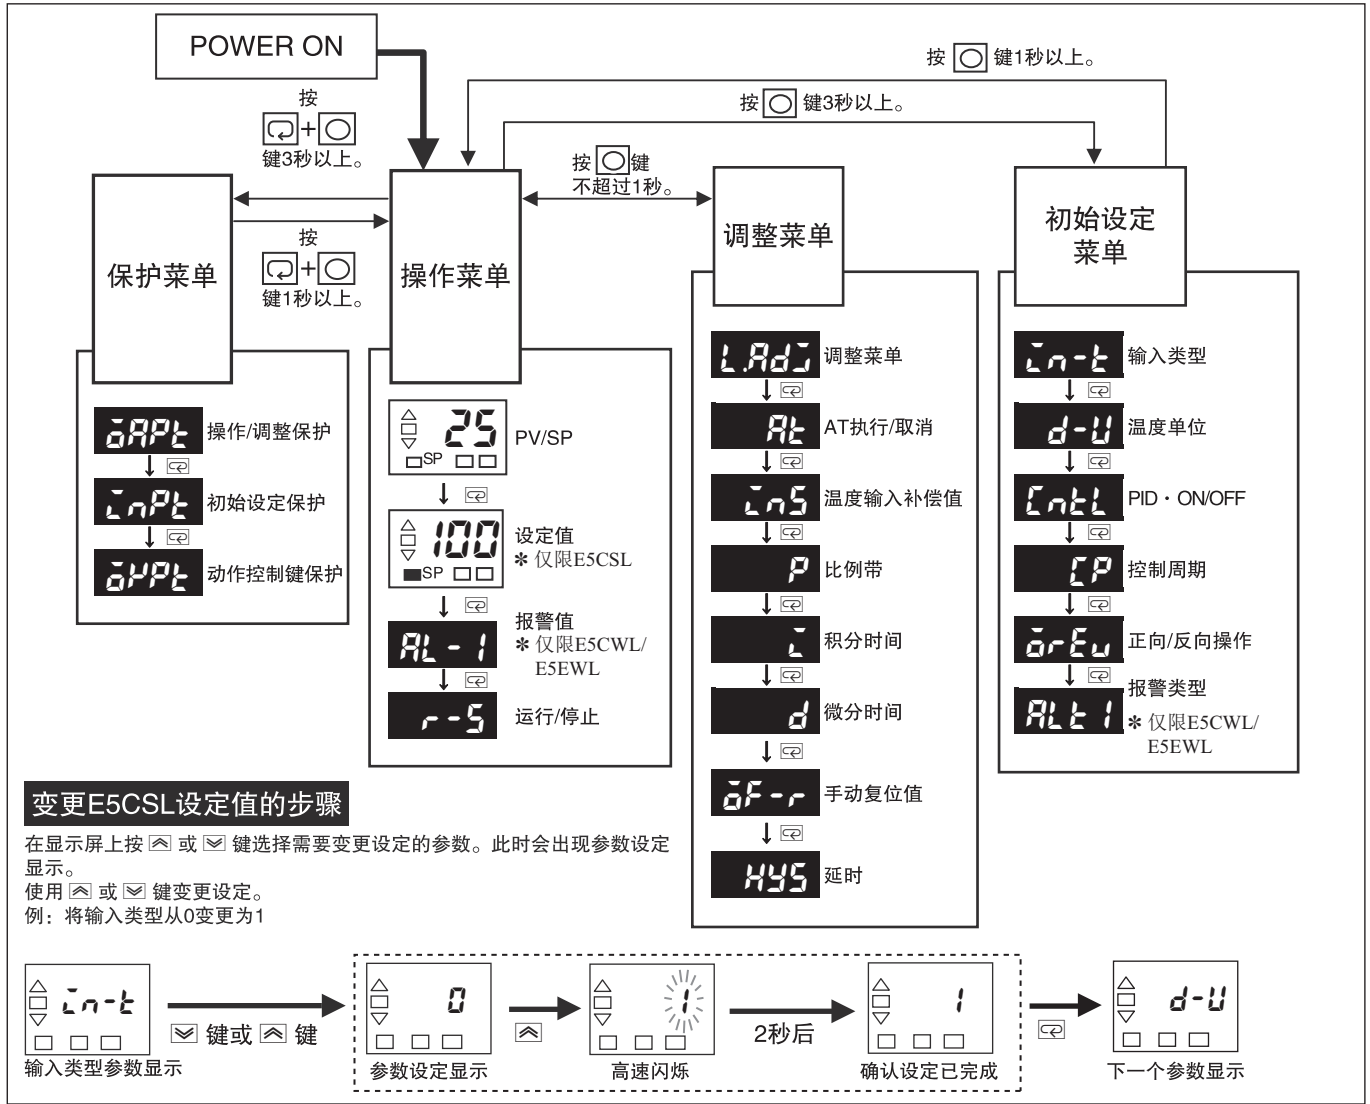 POWER ON
按
+
键3秒以上。
按
+
键1秒以上。
按 键1秒以上。
按 键3秒以上。
按 键
不超过1秒。
保护菜单
操作/调整保护
初始设定保护
动作控制键保护
操作菜单
25
SP
PV/SP
100
SP
设定值
* 仅限E5CSL
AL-1
报警值
* 仅限E5CWL/
E5EWL
r-S
运行/停止
调整菜单
L.AdJ 调整菜单
At AT执行/取消
inS 温度输入补偿值
P 比例带
i 积分时间
d 微分时间
oF-r 手动复位值
HYS 延时
初始设定
菜单
in-t 输入类型
d-U 温度单位
CntL PID・ON/OFF
CP 控制周期
orEv 正向/反向操作
ALt1 报警类型
* 仅限E5CWL/
E5EWL
变更E5CSL设定值的步骤
在显示屏上按 或 键选择需要变更设定的参数。此时会出现参数设定
显示。
使用 或 键变更设定。
例：将输入类型从0变更为1
in-t
输入类型参数显示
键或 键
0
参数设定显示
1
高速闪烁
2秒后
1
确认设定已完成
d-U
下一个参数显示